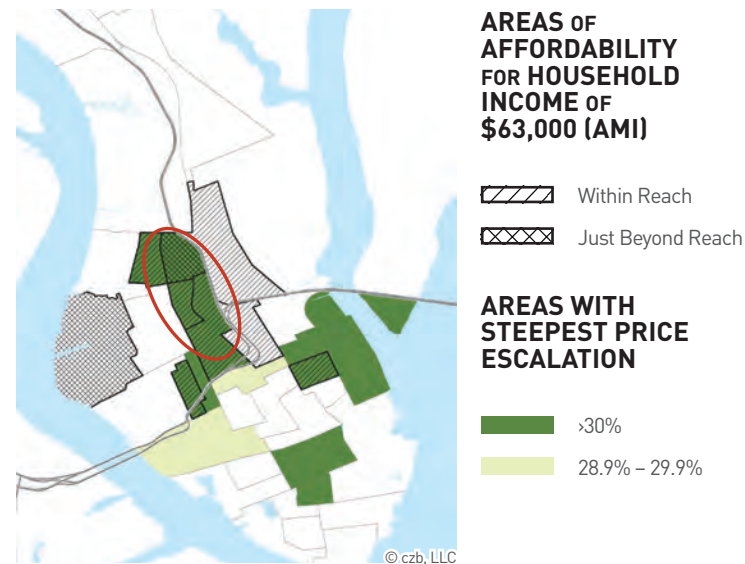 AREAS OF
AFFORDABILITY
FOR HOUSEHOLD
INCOME OF
$63,000 (AMI)
Within Reach
Just Beyond Reach
AREAS WITH
STEEPEST PRICE
ESCALATION
›30%
28.9% – 29.9%
© czb, LLC